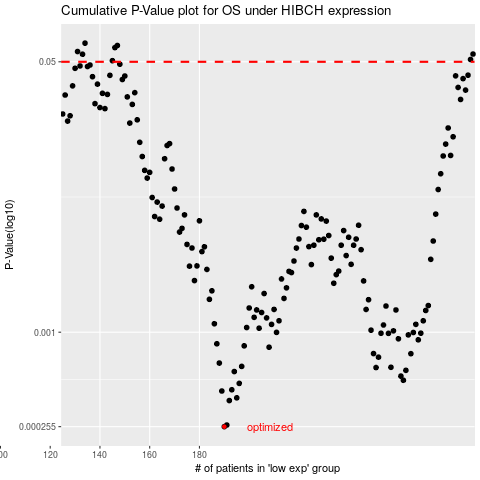 Cumulative P-Value plot for OS under HIBCH expression
0.05
P-Value(log10)
0.001
optimized
0.000255
00 120 140 160 180
# of patients in 'low exp' group